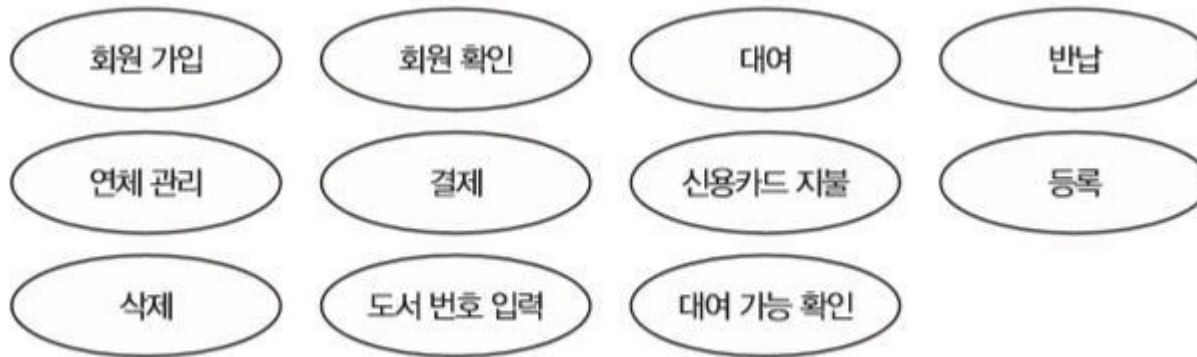 회원 가입
회원 확인
대여
반납
연체 관리
결제
신용카드 지불
등록
삭제
도서 번호 입력
대여 가능 확인